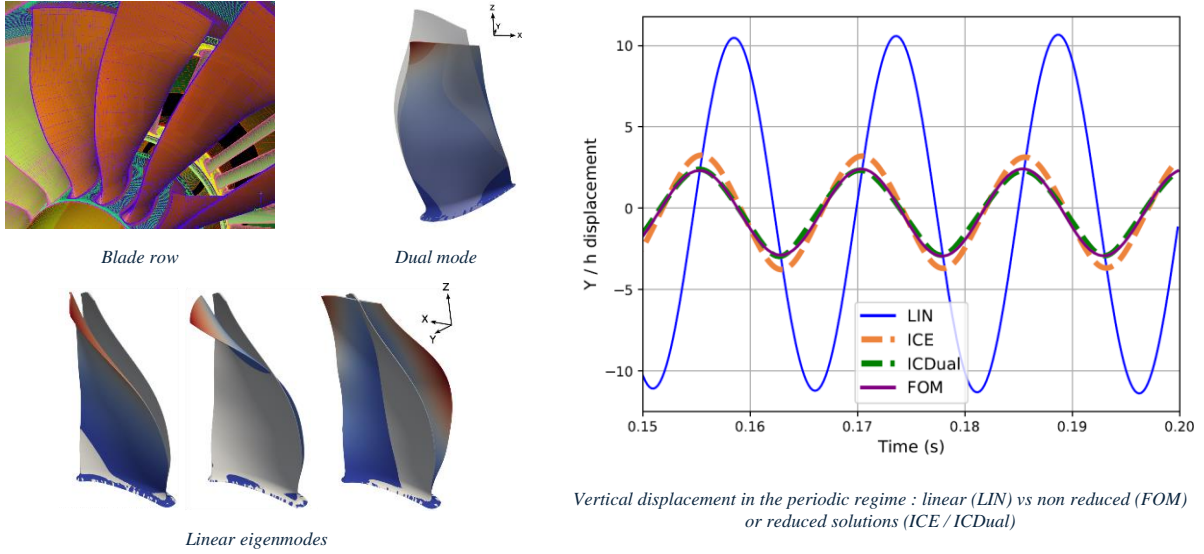 Z
Y
X
Blade row
Dual mode
Z
X
Y
Linear eigenmodes
Y / h displacement
10
5
0
−5
−10
LIN
ICE
ICDual
FOM
0.15
0.16
0.17
0.18
0.19
0.20
Time (s)
Vertical displacement in the periodic regime : linear (LIN) vs non reduced (FOM)
or reduced solutions (ICE / ICDual)